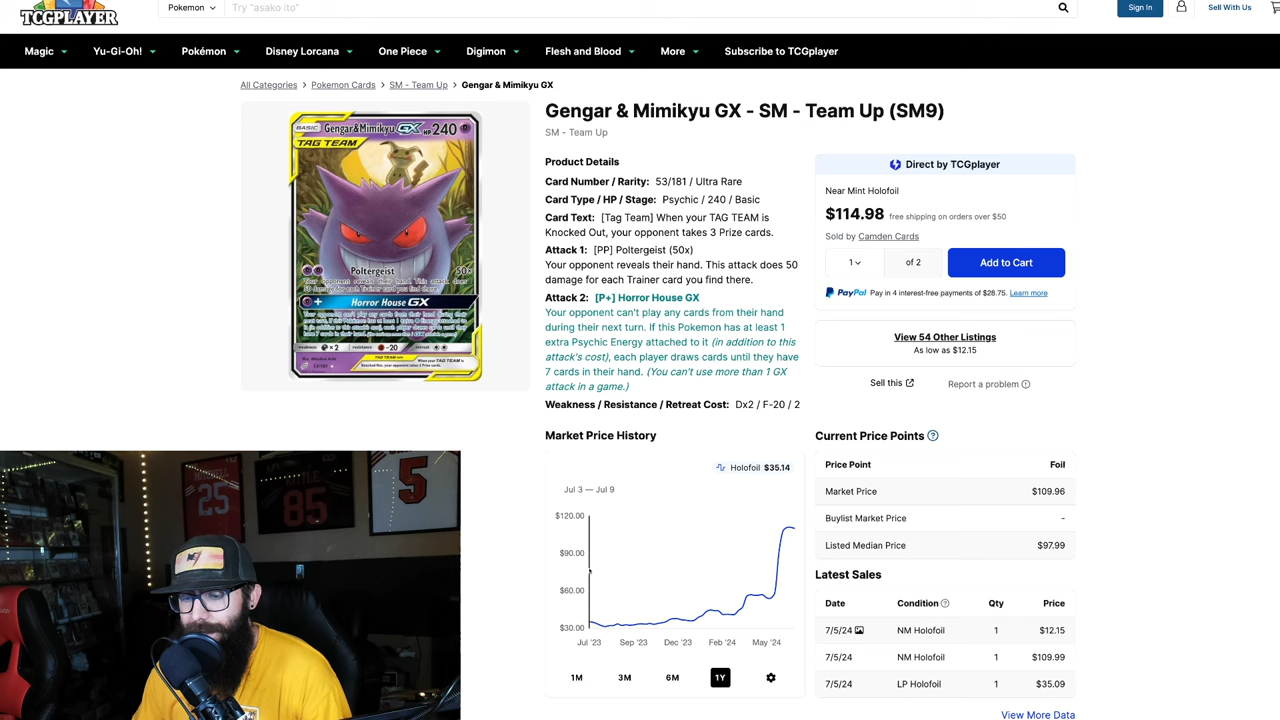 TCGPLAYER
Pokemon
Try "asako ito"
Sign In
Sell With Us
Magic
Yu-Gi-Oh!
Pokémon
Disney Lorcana
One Piece
Digimon
Flesh and Blood
More
Subscribe to TCGplayer
All Categories > Pokemon Cards > SM - Team Up > Gengar & Mimikyu GX
BASIC Gengar&Mimikyu GX HP 240
TAG TEAM
Poltergeist 50×
Horror House GX
Gengar & Mimikyu GX - SM - Team Up (SM9)
SM - Team Up
Product Details
Card Number / Rarity: 53/181 / Ultra Rare
Card Type / HP / Stage: Psychic / 240 / Basic
Card Text: [Tag Team] When your TAG TEAM is
Knocked Out, your opponent takes 3 Prize cards.
Attack 1: [PP] Poltergeist (50x)
Your opponent reveals their hand. This attack does 50
damage for each Trainer card you find there.
Attack 2: [P+] Horror House GX
Your opponent can't play any cards from their hand
during their next turn. If this Pokemon has at least 1
extra Psychic Energy attached to it (in addition to this
attack's cost), each player draws cards until they have
7 cards in their hand. (You can't use more than 1 GX
attack in a game.)
Weakness / Resistance / Retreat Cost: Dx2 / F-20 / 2
Direct by TCGplayer
Near Mint Holofoil
$114.98 free shipping on orders over $50
Sold by Camden Cards
1 of 2 Add to Cart
PayPal Pay in 4 interest-free payments of $28.75. Learn more
View 54 Other Listings
As low as $12.15
Sell this
Report a problem
Market Price History
Holofoil $35.14
Jul 3 — Jul 9
$120.00
$90.00
$60.00
$30.00
Jul '23 Sep '23 Dec '23 Feb '24 May '24
1M 3M 6M 1Y
Current Price Points
Price Point Foil
Market Price $109.96
Buylist Market Price -
Listed Median Price $97.99
Latest Sales
Date Condition Qty Price
7/5/24 NM Holofoil 1 $12.15
7/5/24 NM Holofoil 1 $109.99
7/5/24 LP Holofoil 1 $35.09
View More Data
25
85
5